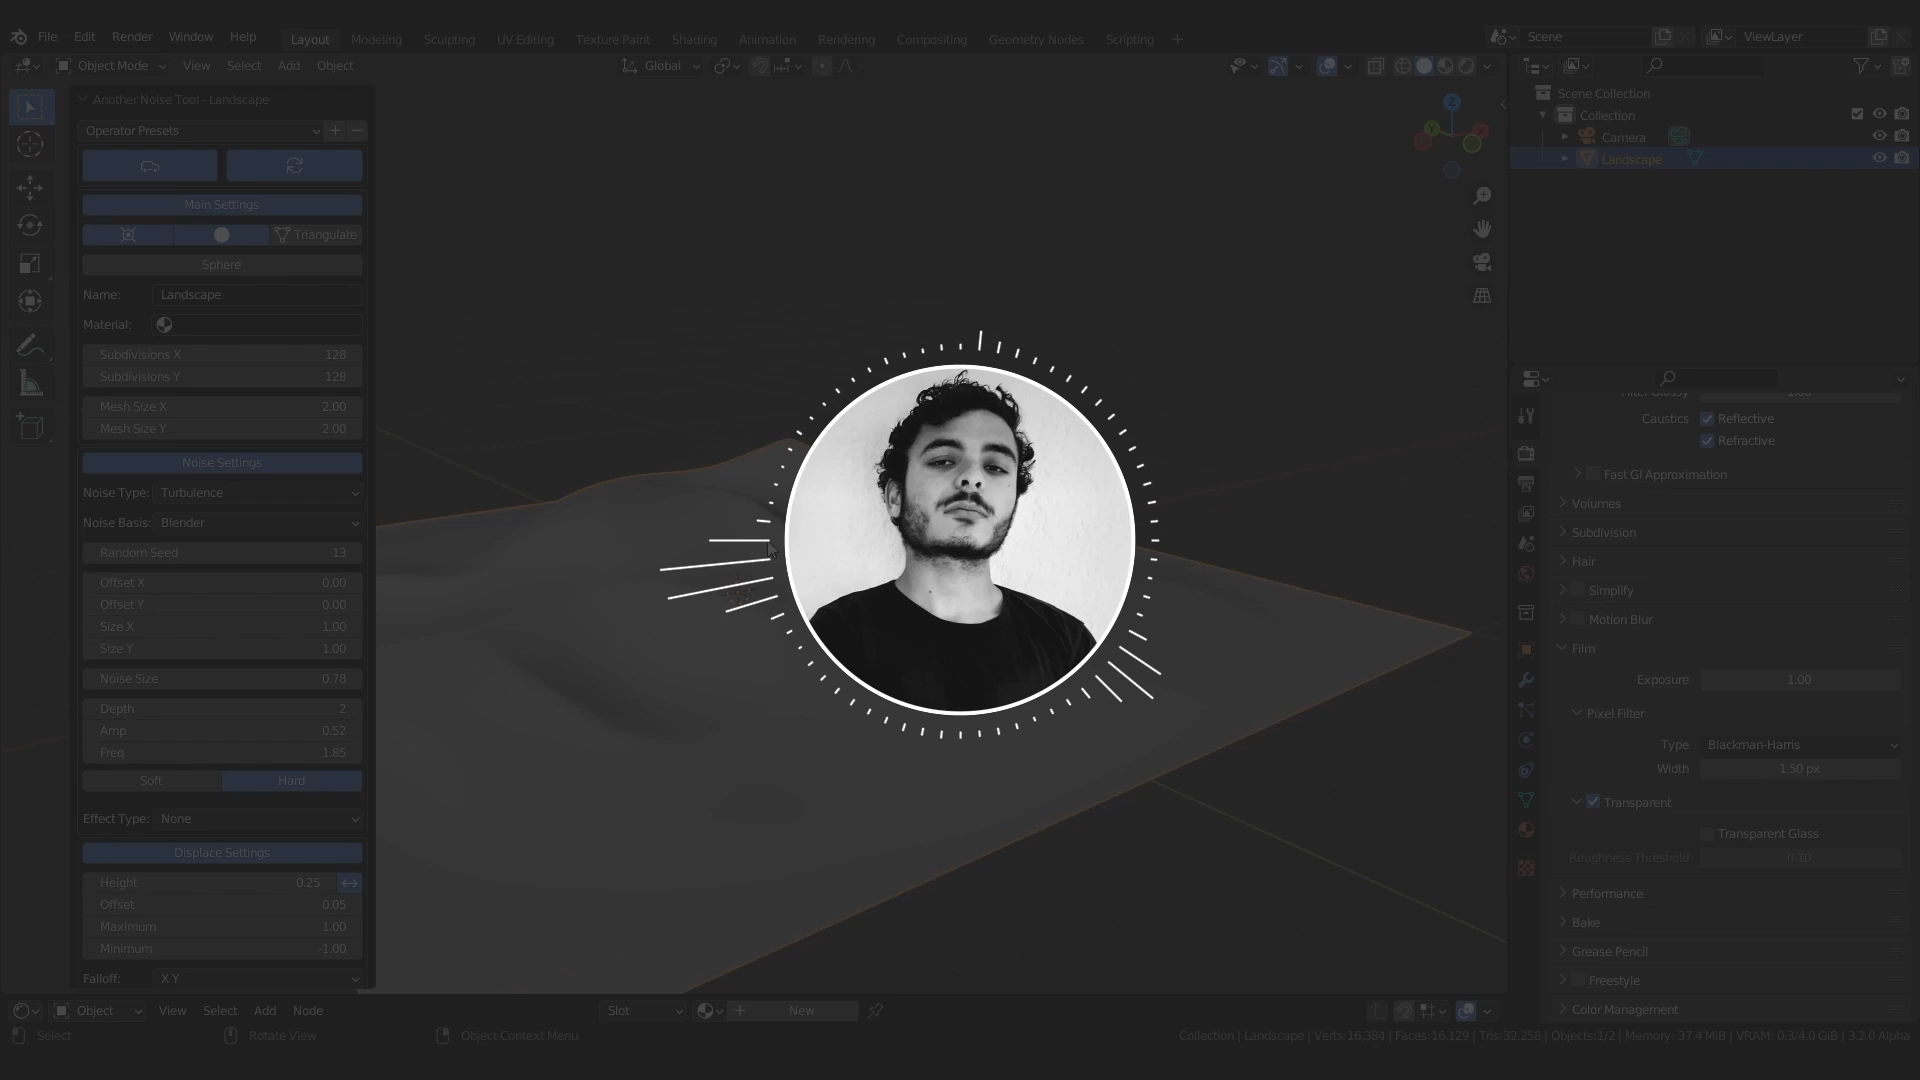 File Edit Render Window Help
Layout Modeling Sculpting UV Editing Texture Paint Shading Animation Rendering Compositing Geometry Nodes Scripting +
Scene
ViewLayer
Object Mode View Select Add Object
Global
Another Noise Tool - Landscape
Operator Presets
Main Settings
Triangulate
Sphere
Name: Landscape
Material:
Subdivisions X 128
Subdivisions Y 128
Mesh Size X 2.00
Mesh Size Y 2.00
Noise Settings
Noise Type: Turbulence
Noise Basis: Blender
Random Seed 13
Offset X 0.00
Offset Y 0.00
Size X 1.00
Size Y 1.00
Noise Size 0.78
Depth 2
Amp 0.52
Freq 1.85
Soft Hard
Effect Type: None
Displace Settings
Height 0.25
Offset 0.05
Maximum 1.00
Minimum -1.00
Falloff: X Y
Z
Y
X
Scene Collection
Collection
Camera
Landscape
Caustics Reflective
Refractive
Fast GI Approximation
Volumes
Subdivision
Hair
Simplify
Motion Blur
Film
Exposure 1.00
Pixel Filter
Type Blackman-Harris
Width 1.50 px
Transparent
Transparent Glass
Roughness Threshold 0.10
Performance
Bake
Grease Pencil
Freestyle
Color Management
Object View Select Add Node
Slot
New
Select
Rotate View
Object Context Menu
Collection | Landscape | Verts:16.384 | Faces:16.129 | Tris:32.258 | Objects:1/2 | Memory: 37.4 MiB | VRAM: 0.3/4.0 GiB | 3.2.0 Alpha